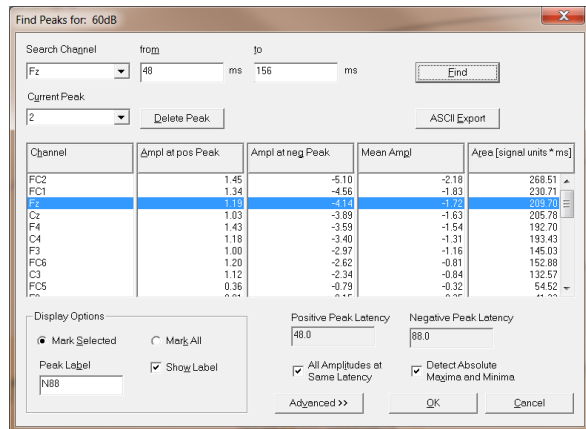 Find Peaks for: 60dB
Search Channel from to
Fz 48 ms 156 ms Find
Current Peak
2 Delete Peak ASCII Export
Channel Ampl at pos Peak Ampl at neg Peak Mean Ampl Area [signal units * ms]
FC2 1.45 -5.10 -2.18 268.51
FC1 1.34 -4.56 -1.83 230.71
Fz 1.19 -4.14 -1.72 209.70
Cz 1.03 -3.89 -1.63 205.78
F4 1.43 -3.59 -1.54 192.70
C4 1.18 -3.40 -1.31 193.43
F3 1.00 -2.97 -1.16 145.03
FC6 1.20 -2.62 -0.81 152.88
C3 1.12 -2.34 -0.84 132.57
FC5 0.36 -0.79 -0.32 54.52
Display Options Positive Peak Latency Negative Peak Latency
Mark Selected Mark All 48.0 88.0
Peak Label Show Label All Amplitudes at Detect Absolute
N88 Same Latency Maxima and Minima
Advanced >> OK Cancel